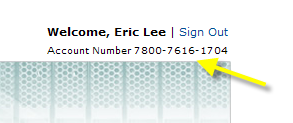 Welcome, Eric Lee | Sign Out
Account Number 7800-7616-1704